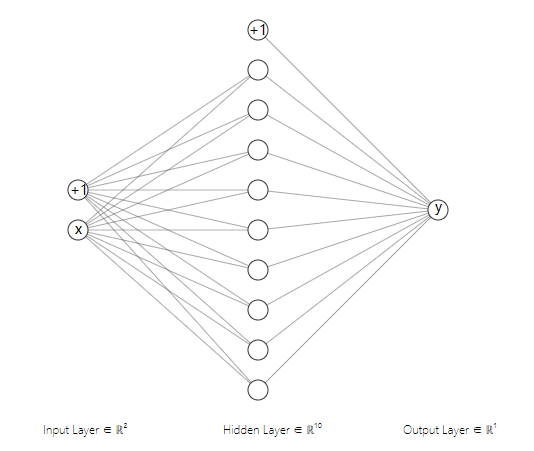 +1
+1
x
y
Input Layer ∈ ℝ² Hidden Layer ∈ ℝ¹⁰ Output Layer ∈ ℝ¹